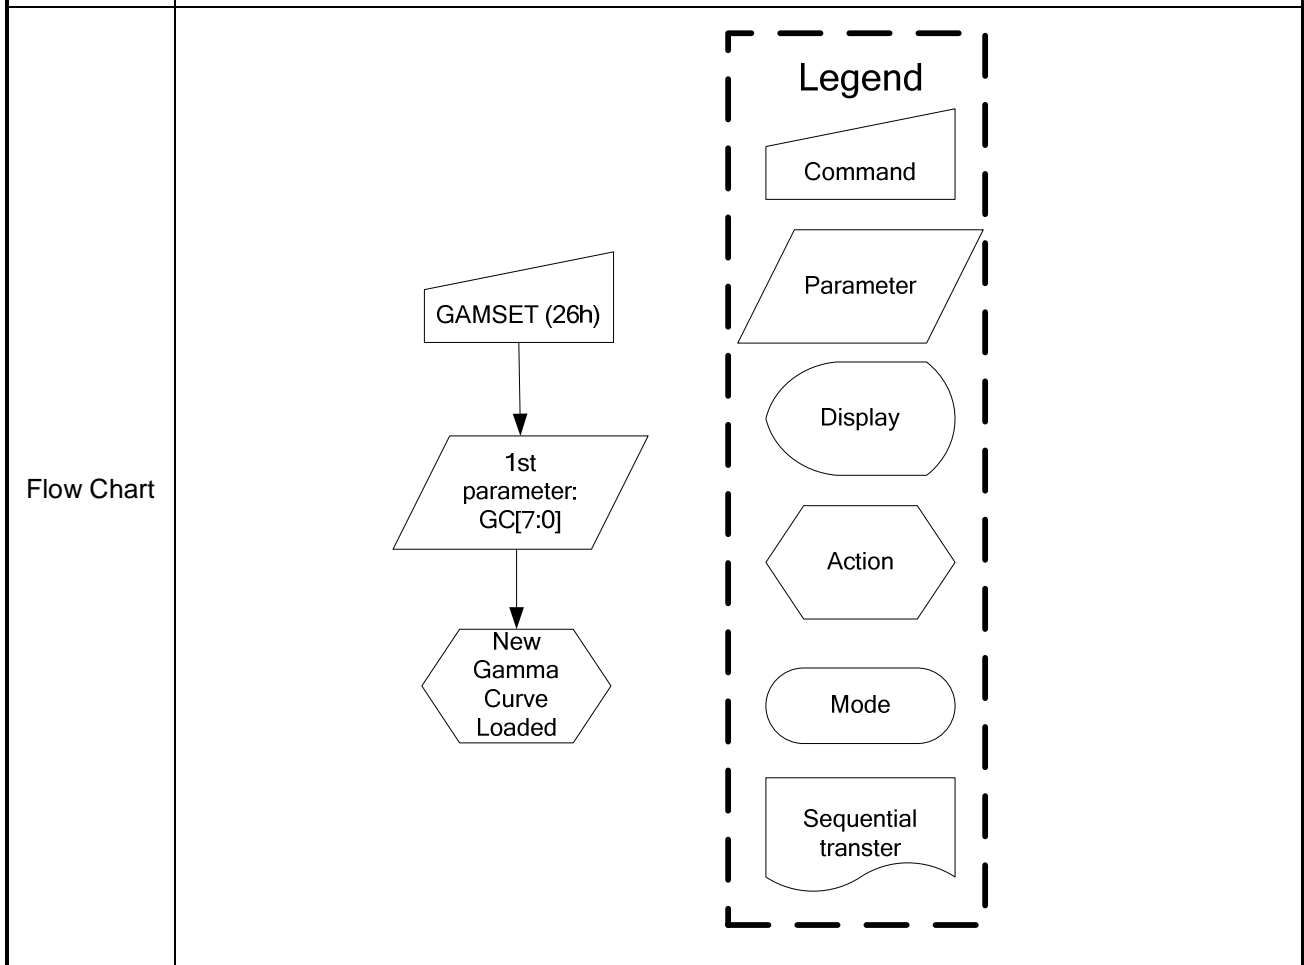 Flow Chart
GAMSET (26h)
1st
parameter:
GC[7:0]
New
Gamma
Curve
Loaded
Legend
Command
Parameter
Display
Action
Mode
Sequential
transter